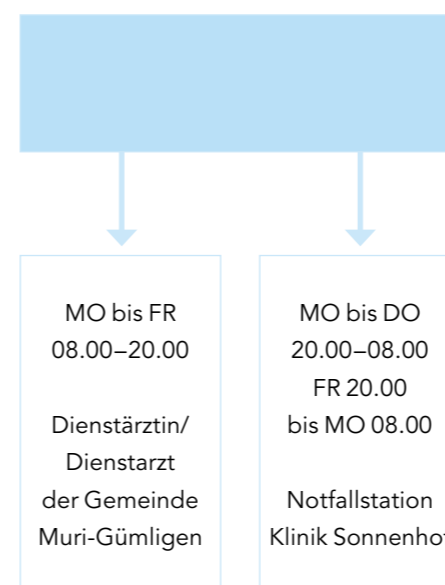 MO bis FR
08.00–20.00
Dienstärztin/
Dienstarzt
der Gemeinde
Muri-Gümligen
MO bis DO
20.00–08.00
FR 20.00
bis MO 08.00
Notfallstation
Klinik Sonnenhof